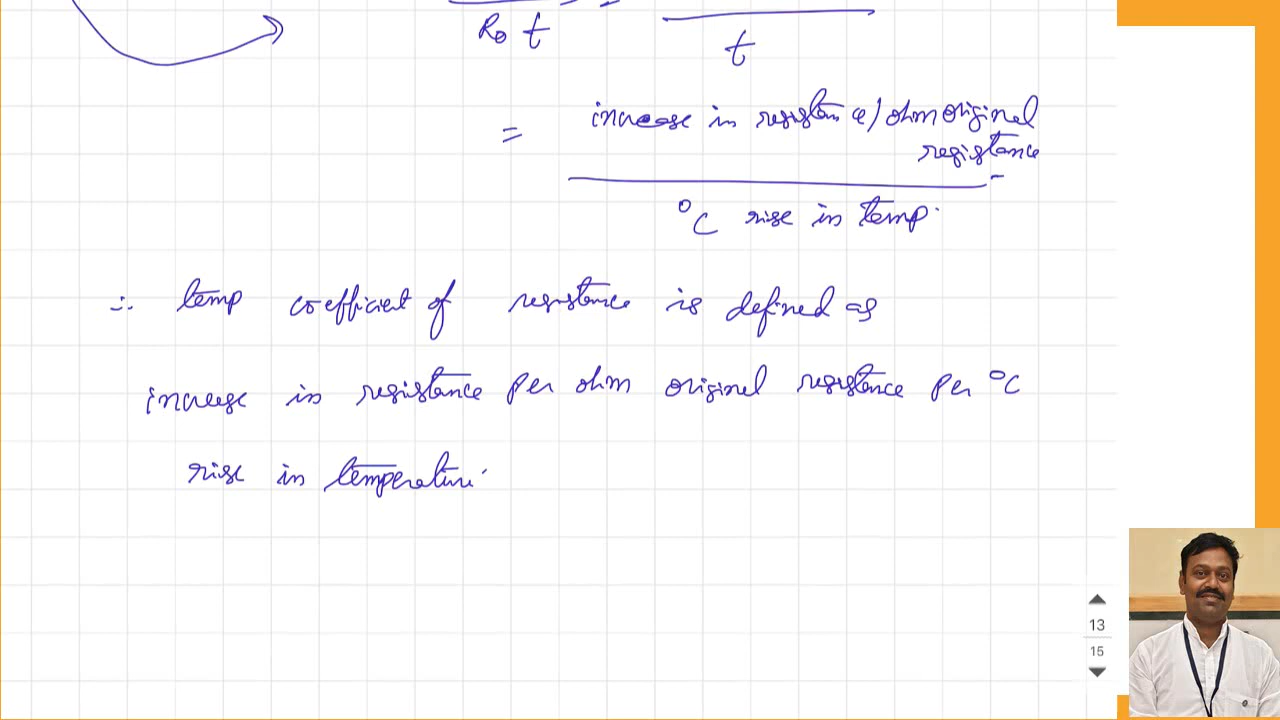 R₀ t
t
= increase in resistance/ohm original
resistance
°C rise in temp.
∴ temp coefficient of resistance is defined as
increase in resistance per ohm original resistance per °C
rise in temperature.
13
15